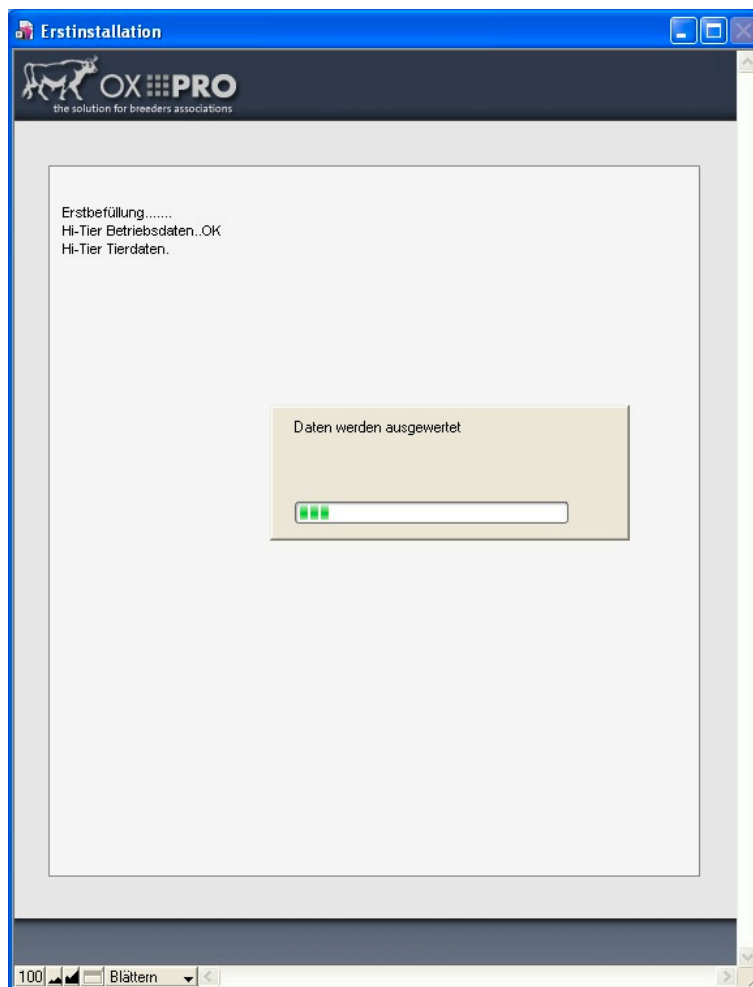 Erstinstallation
OX PRO
the solution for breeders associations
Erstbefüllung.......
Hi-Tier Betriebsdaten..OK
Hi-Tier Tierdaten.
Daten werden ausgewertet
100
Blättern